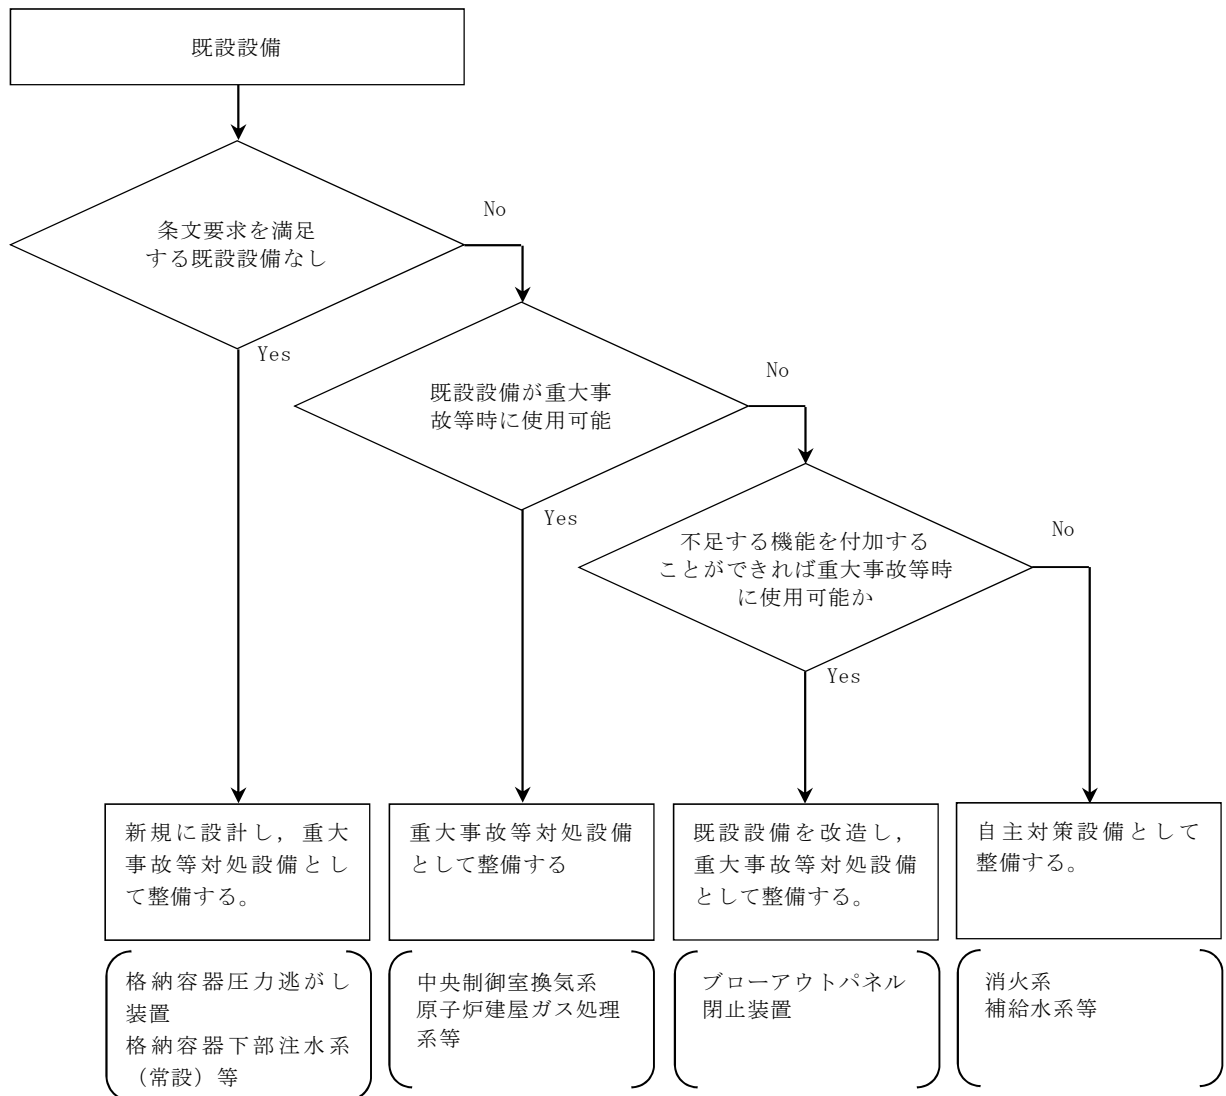 既設設備
条文要求を満足
する既設設備なし
No
Yes
既設設備が重大事
故等時に使用可能
No
Yes
不足する機能を付加する
ことができれば重大事故等時
に使用可能か
No
Yes
新規に設計し，重大
事故等対処設備とし
て整備する。
重大事故等対処設備
として整備する
既設設備を改造し，
重大事故等対処設備
として整備する。
自主対策設備として
整備する。
格納容器圧力逃がし
装置
格納容器下部注水系
（常設）等
中央制御室換気系
原子炉建屋ガス処理
系等
ブローアウトパネル
閉止装置
消火系
補給水系等